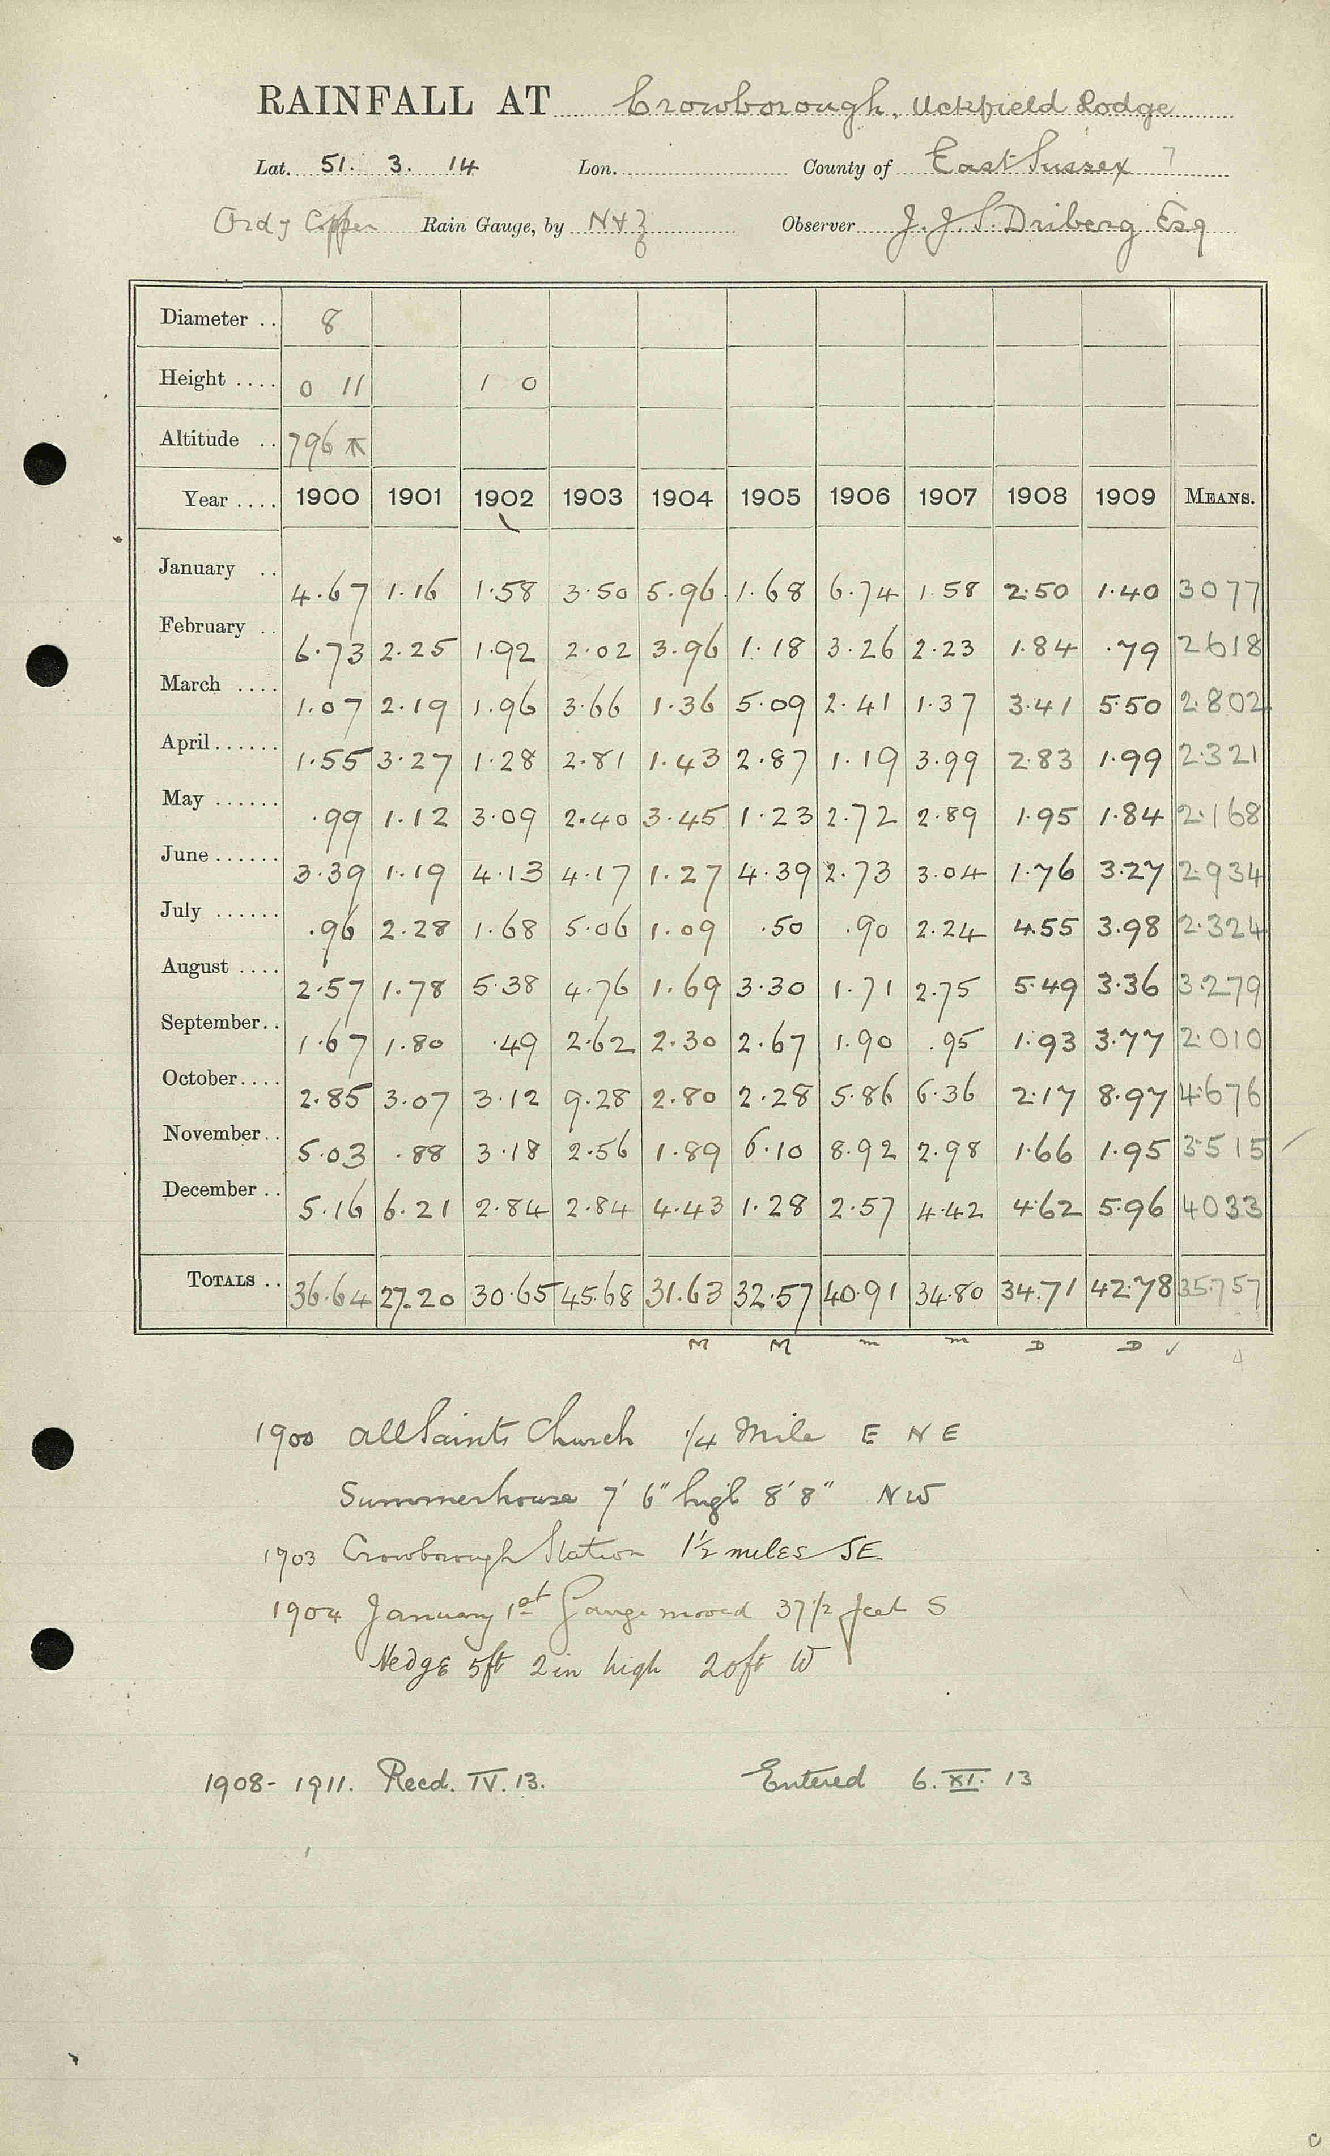 RAINFALL AT Crowborough, Uckfield Lodge
Lat. 51. 3. 14 Lon. County of East Sussex 7
Ordy Copper Rain Gauge, by N & Z Observer J. J. S. Driberg Esq
Diameter .. 8
Height .... 0 11 1 0
Altitude .. 796
Year .... 1900 1901 1902 1903 1904 1905 1906 1907 1908 1909 MEANS.
January .. 4.67 1.16 1.58 3.50 5.96 1.68 6.74 1.58 2.50 1.40 3077
February .. 6.73 2.25 1.92 2.02 3.96 1.18 3.26 2.23 1.84 .79 2618
March .... 1.07 2.19 1.96 3.66 1.36 5.09 2.41 1.37 3.41 5.50 2.802
April...... 1.55 3.27 1.28 2.81 1.43 2.87 1.19 3.99 2.83 1.99 2.321
May ...... .99 1.12 3.09 2.40 3.45 1.23 2.72 2.89 1.95 1.84 2.168
June...... 3.39 1.19 4.13 4.17 1.27 4.39 2.73 3.04 1.76 3.27 2.934
July ...... .96 2.28 1.68 5.06 1.09 .50 .90 2.24 4.55 3.98 2.324
August .... 2.57 1.78 5.38 4.76 1.69 3.30 1.71 2.75 5.49 3.36 3.279
September.. 1.67 1.80 .49 2.62 2.30 2.67 1.90 .95 1.93 3.77 2.010
October.... 2.85 3.07 3.12 9.28 2.80 2.28 5.86 6.36 2.17 8.97 4.676
November.. 5.03 .88 3.18 2.56 1.89 6.10 8.92 2.98 1.66 1.95 3.515
December .. 5.16 6.21 2.84 2.84 4.43 1.28 2.57 4.42 4.62 5.96 4033
TOTALS .. 36.64 27.20 30.65 45.68 31.63 32.57 40.91 34.80 34.71 42.78 35.757
M M m m D D ✓ 4
1900 All Saints Church 1/4 Mile E N E
Summerhouse 7' 6" high 8' 8" NW
1903 Crowborough Station 1½ miles SE
1904 January 1st Gauge moved 37 1/2 feet S
Hedge 5ft 2in high 20ft W
1908- 1911. Recd. IV. 13. Entered 6. XI. 13